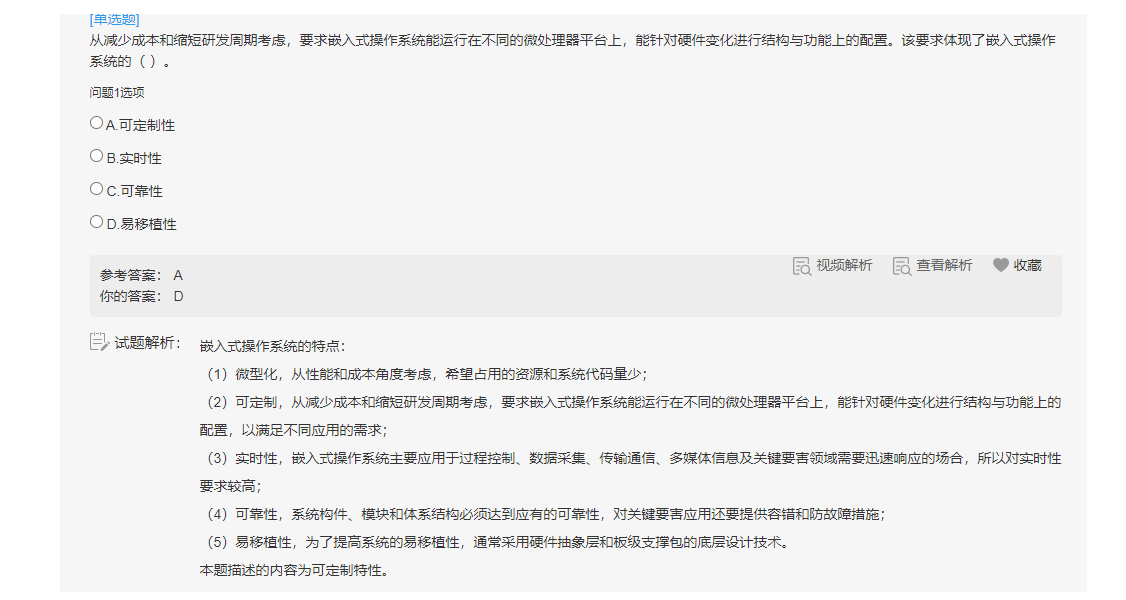 [单选题]
从减少成本和缩短研发周期考虑，要求嵌入式操作系统能运行在不同的微处理器平台上，能针对硬件变化进行结构与功能上的配置。该要求体现了嵌入式操作
系统的（ ）。
问题1选项
A.可定制性
B.实时性
C.可靠性
D.易移植性
参考答案： A
视频解析 查看解析 收藏
你的答案： D
试题解析： 嵌入式操作系统的特点：
（1）微型化，从性能和成本角度考虑，希望占用的资源和系统代码量少；
（2）可定制，从减少成本和缩短研发周期考虑，要求嵌入式操作系统能运行在不同的微处理器平台上，能针对硬件变化进行结构与功能上的
配置，以满足不同应用的需求；
（3）实时性，嵌入式操作系统主要应用于过程控制、数据采集、传输通信、多媒体信息及关键要害领域需要迅速响应的场合，所以对实时性
要求较高；
（4）可靠性，系统构件、模块和体系结构必须达到应有的可靠性，对关键要害应用还要提供容错和防故障措施；
（5）易移植性，为了提高系统的易移植性，通常采用硬件抽象层和板级支撑包的底层设计技术。
本题描述的内容为可定制特性。